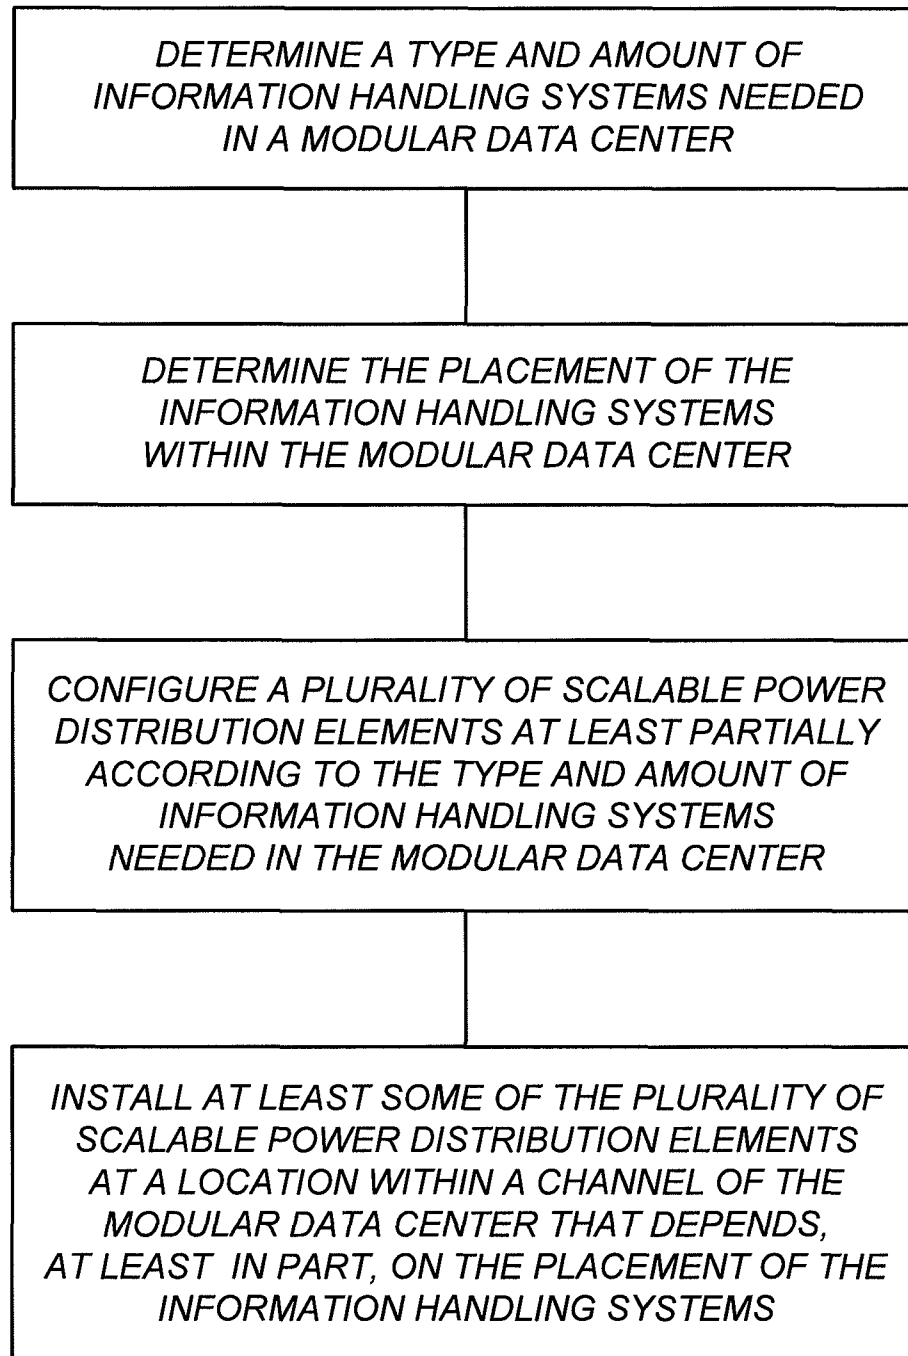 DETERMINE A TYPE AND AMOUNT OF
INFORMATION HANDLING SYSTEMS NEEDED
IN A MODULAR DATA CENTER
DETERMINE THE PLACEMENT OF THE
INFORMATION HANDLING SYSTEMS
WITHIN THE MODULAR DATA CENTER
CONFIGURE A PLURALITY OF SCALABLE POWER
DISTRIBUTION ELEMENTS AT LEAST PARTIALLY
ACCORDING TO THE TYPE AND AMOUNT OF
INFORMATION HANDLING SYSTEMS
NEEDED IN THE MODULAR DATA CENTER
INSTALL AT LEAST SOME OF THE PLURALITY OF
SCALABLE POWER DISTRIBUTION ELEMENTS
AT A LOCATION WITHIN A CHANNEL OF THE
MODULAR DATA CENTER THAT DEPENDS,
AT LEAST IN PART, ON THE PLACEMENT OF THE
INFORMATION HANDLING SYSTEMS